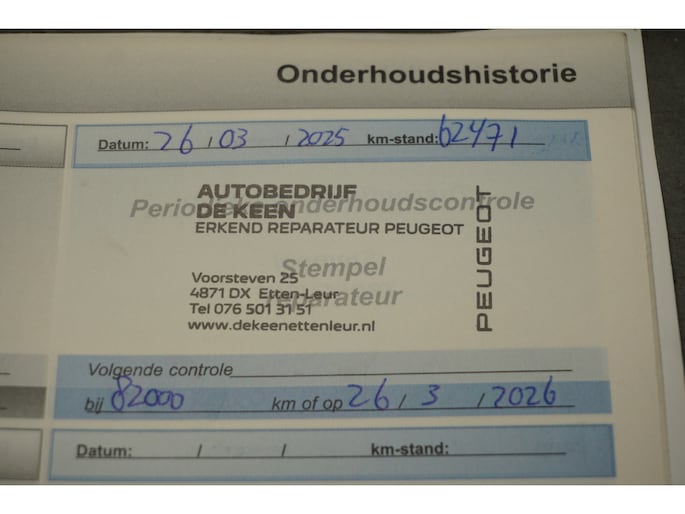 Onderhoudshistorie
Datum: 26 / 03 / 2025 km-stand: 62471
AUTOBEDRIJF
Periodieke onderhoudscontrole
DE KEEN
ERKEND REPARATEUR PEUGEOT
PEUGEOT
Stempel
Voorsteven 25
4871 DX Etten-Leur
reparateur
Tel 076 501 31 51
www.dekeenettenleur.nl
Volgende controle
bij 82000 km of op 26 / 3 / 2026
Datum: / / km-stand: